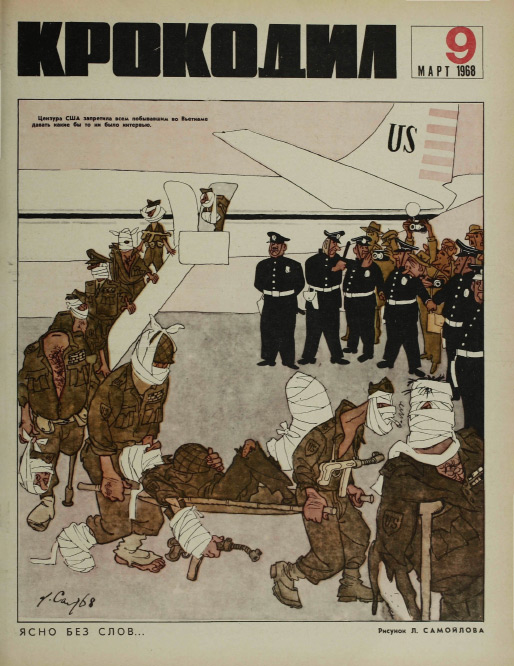 КРОКОДИЛ
9
МАРТ 1968
Цензура США запретила всем побывавшим во Вьетнаме
давать какие бы то ни было интервью.
US
ЯСНО БЕЗ СЛОВ...
Рисунок Л. САМОЙЛОВА